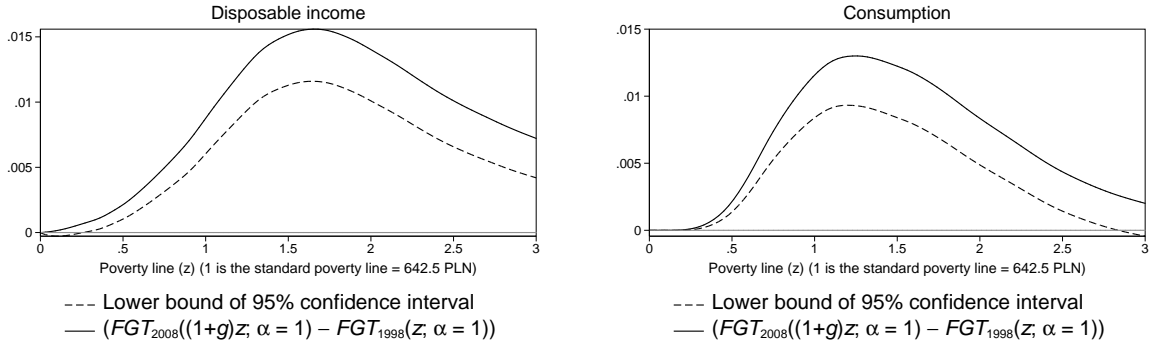 Disposable income
.015
.01
.005
0
0 .5 1 1.5 2 2.5 3
Poverty line (z) (1 is the standard poverty line = 642.5 PLN)
Lower bound of 95% confidence interval
(FGT2008((1+g)z; α = 1) − FGT1998(z; α = 1))
Consumption
.015
.01
.005
0
0 .5 1 1.5 2 2.5 3
Poverty line (z) (1 is the standard poverty line = 642.5 PLN)
Lower bound of 95% confidence interval
(FGT2008((1+g)z; α = 1) − FGT1998(z; α = 1))